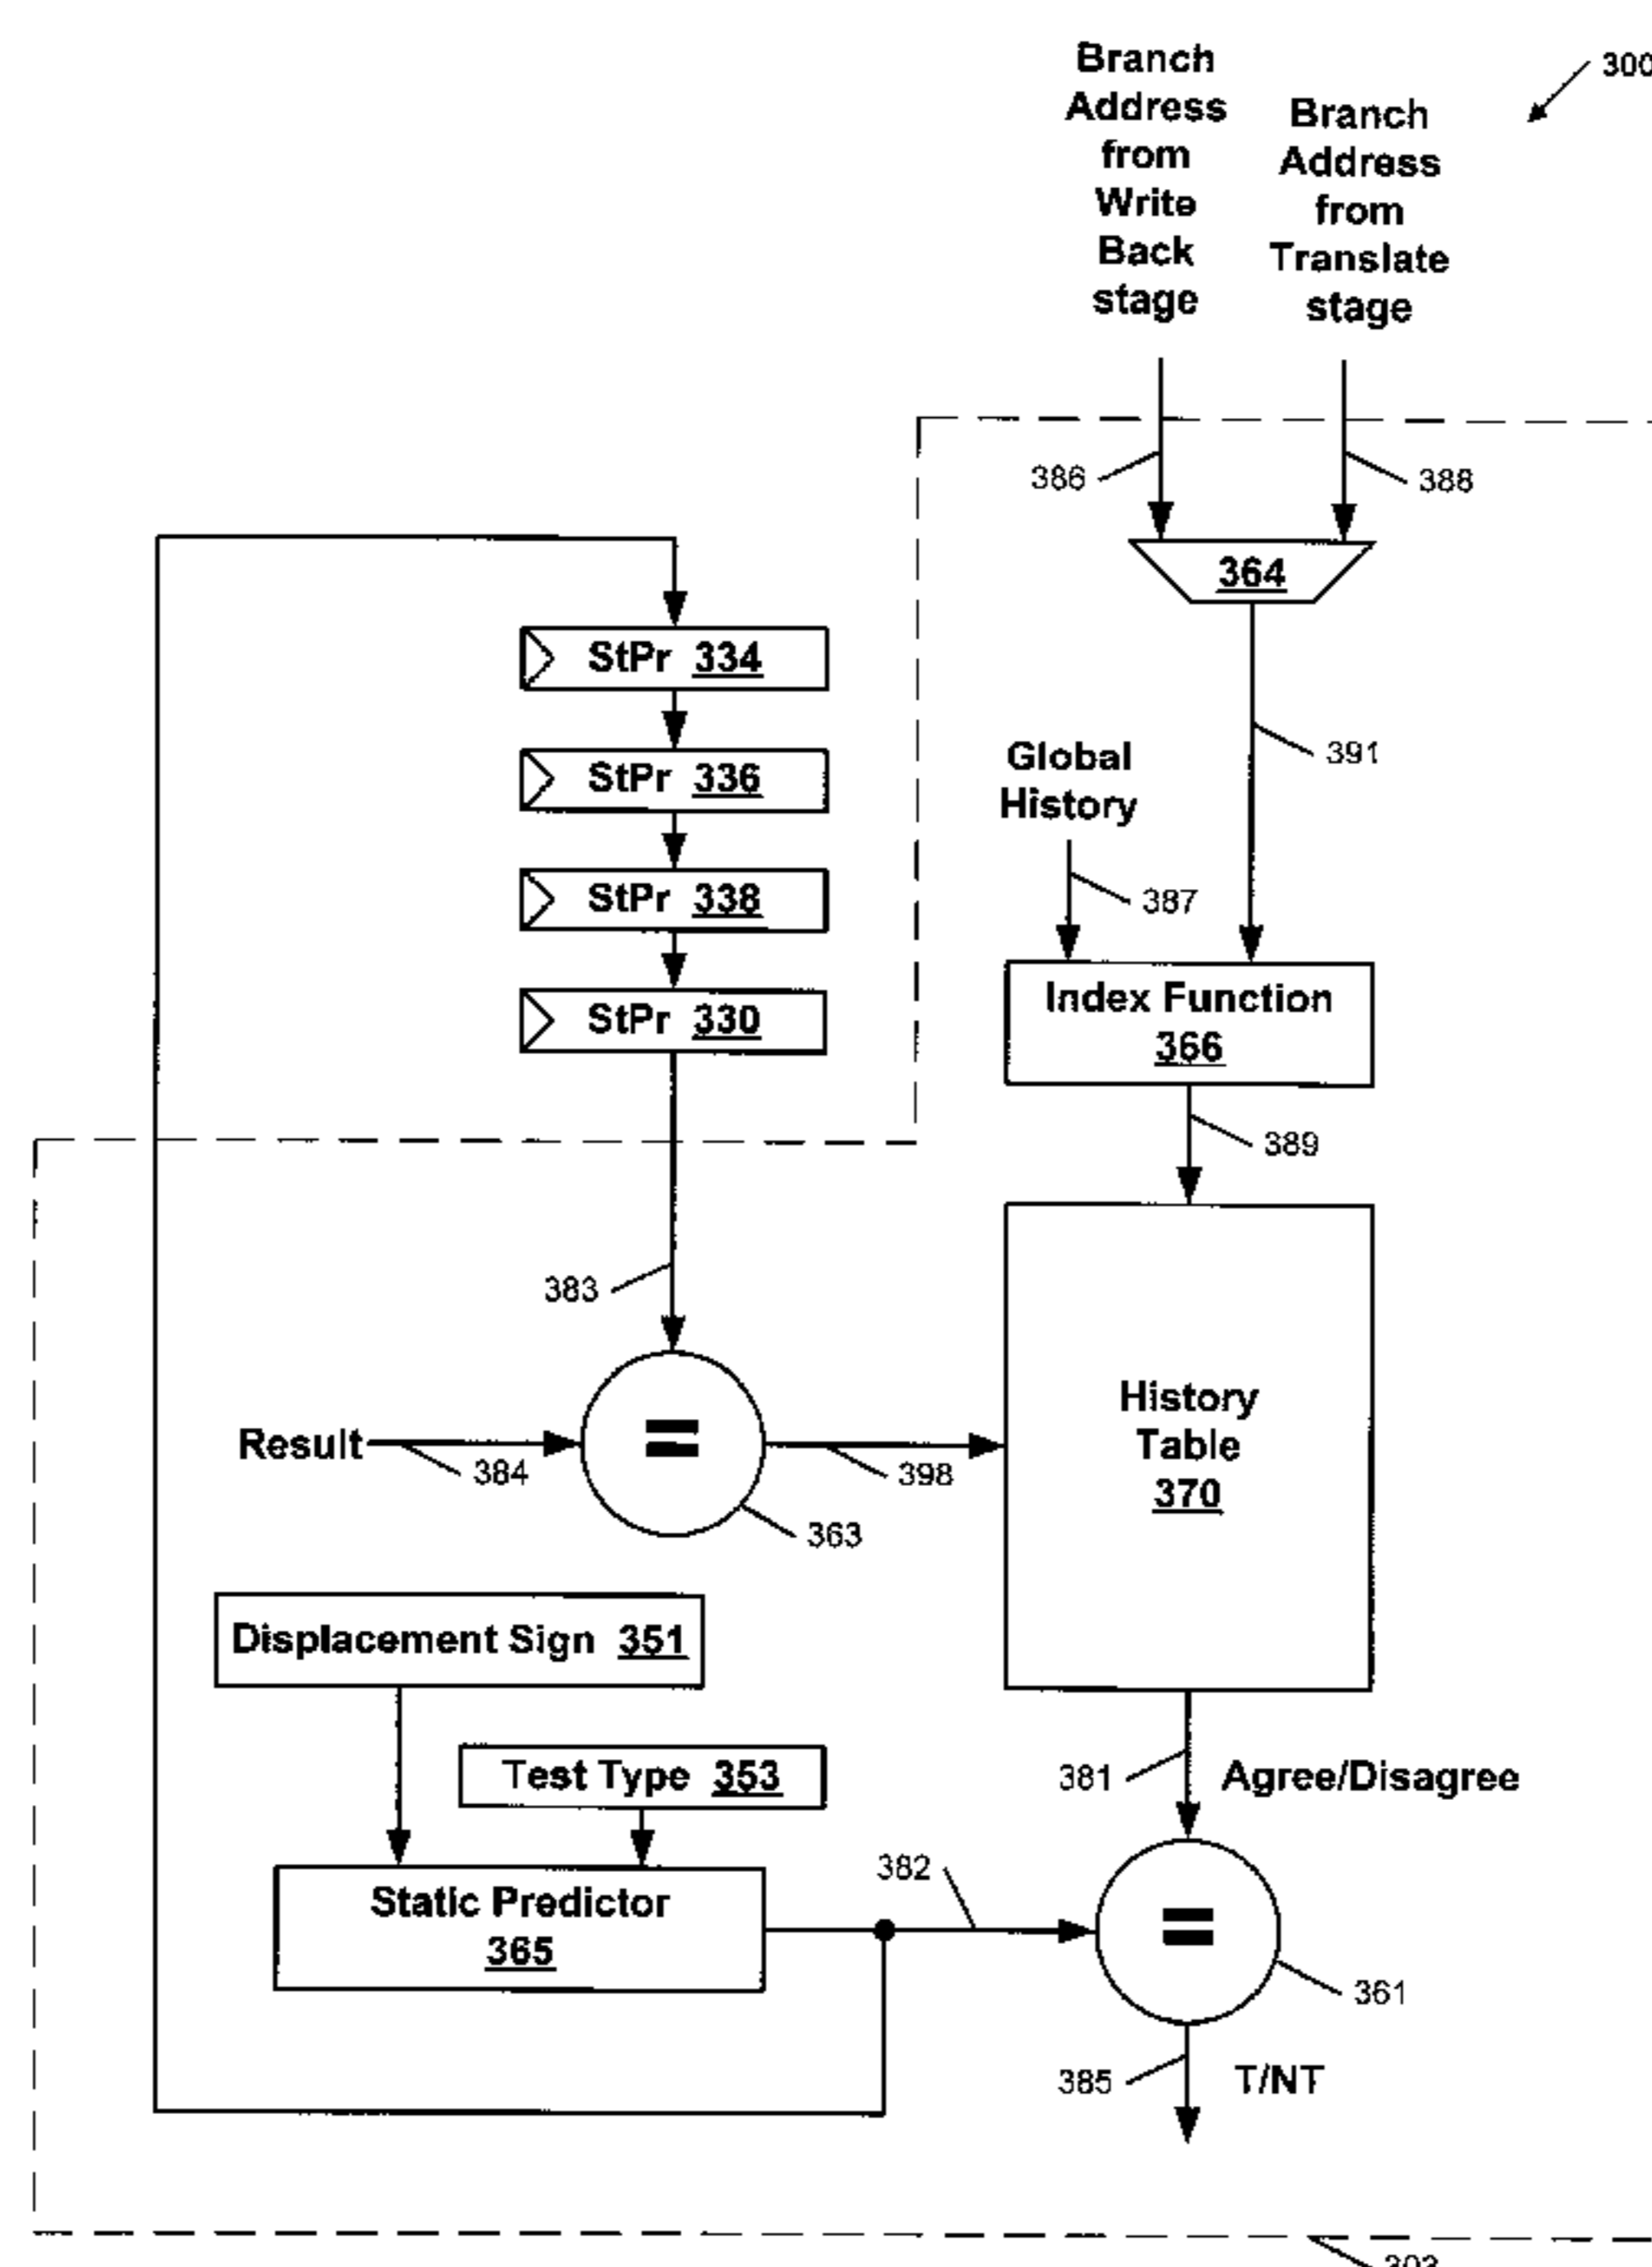 300
Branch
Address
from
Write
Back
stage
Branch
Address
from
Translate
stage
386
388
364
StPr 334
391
StPr 336
Global
History
StPr 338
387
StPr 330
Index Function
366
389
383
History
Table
370
Result
384
398
363
Displacement Sign 351
Test Type 353
381
Agree/Disagree
382
Static Predictor
365
361
385
T/NT